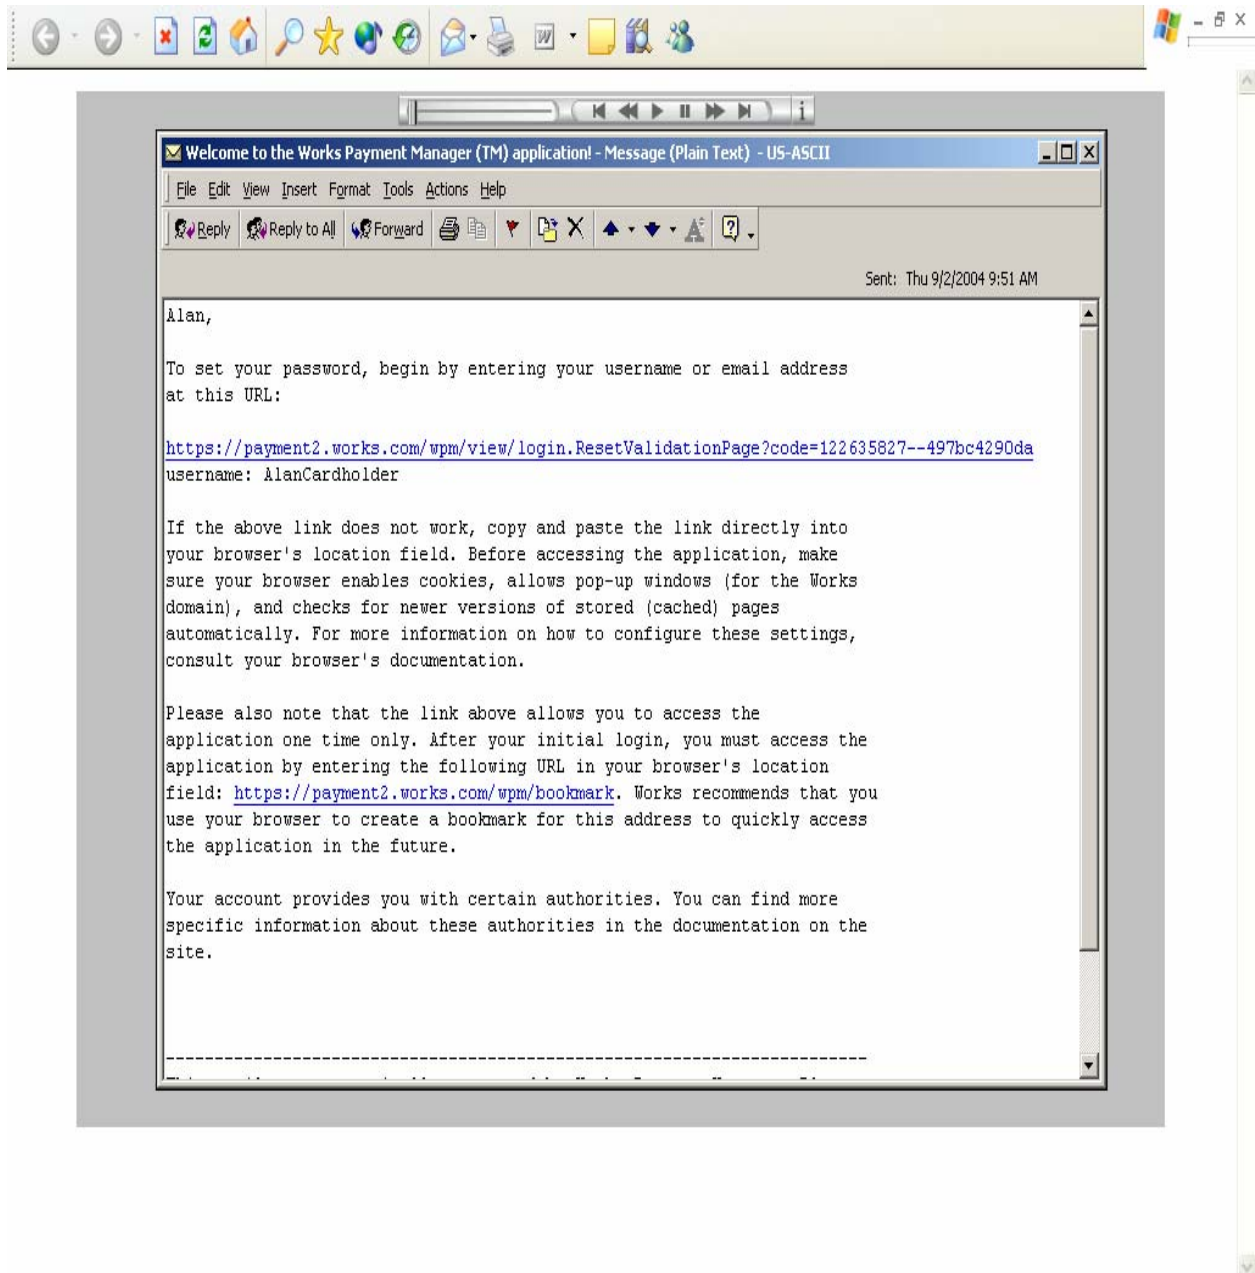 Welcome to the Works Payment Manager (TM) application! - Message (Plain Text) - US-ASCII
File Edit View Insert Format Tools Actions Help
Reply Reply to All Forward
Sent: Thu 9/2/2004 9:51 AM
Alan,
To set your password, begin by entering your username or email address
at this URL:
https://payment2.works.com/wpm/view/login.ResetValidationPage?code=122635827--497bc4290da
username: AlanCardholder
If the above link does not work, copy and paste the link directly into
your browser's location field. Before accessing the application, make
sure your browser enables cookies, allows pop-up windows (for the Works
domain), and checks for newer versions of stored (cached) pages
automatically. For more information on how to configure these settings,
consult your browser's documentation.
Please also note that the link above allows you to access the
application one time only. After your initial login, you must access the
application by entering the following URL in your browser's location
field: https://payment2.works.com/wpm/bookmark. Works recommends that you
use your browser to create a bookmark for this address to quickly access
the application in the future.
Your account provides you with certain authorities. You can find more
specific information about these authorities in the documentation on the
site.
------------------------------------------------------------------------